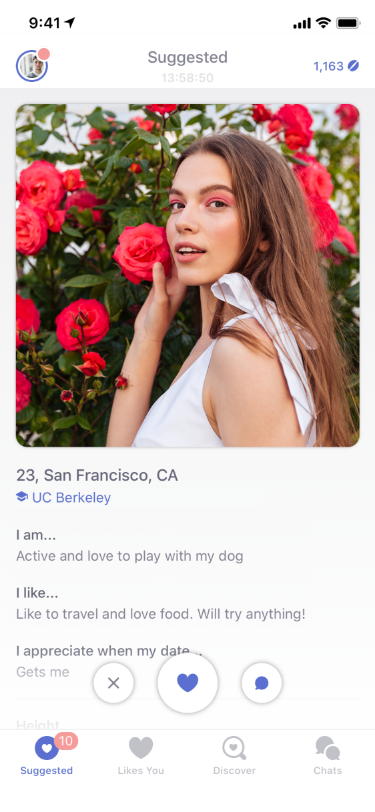 9:41
Suggested
13:58:50
1,163
23, San Francisco, CA
UC Berkeley
I am...
Active and love to play with my dog
I like...
Like to travel and love food. Will try anything!
I appreciate when my date...
Gets me
Height
10
Suggested
Likes You
Discover
Chats